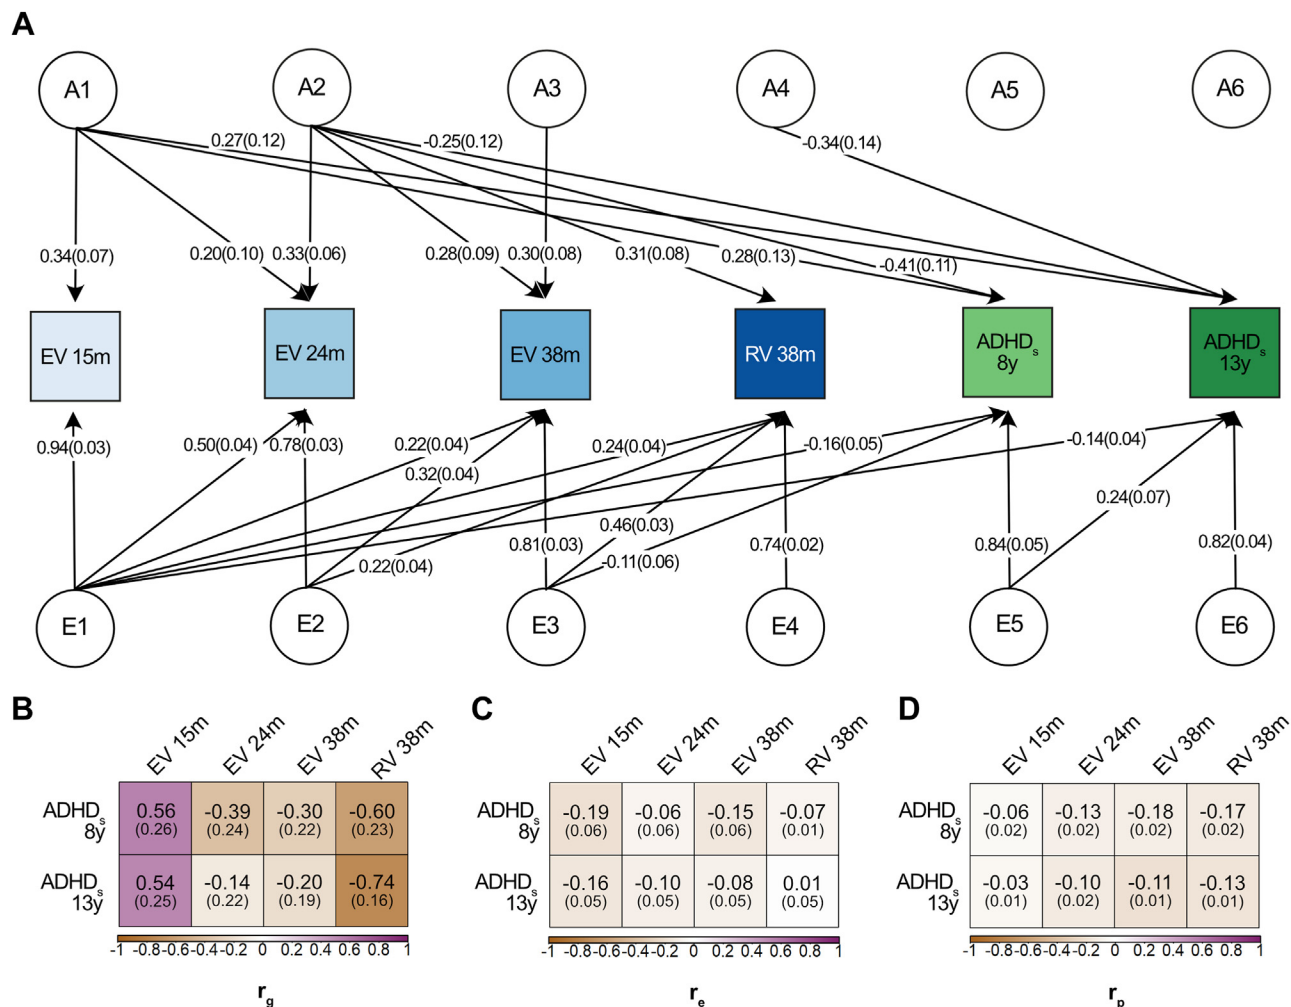 A
A1 A2 A3 A4 A5 A6
0.27(0.12) -0.25(0.12) -0.34(0.14)
0.34(0.07) 0.20(0.10) 0.33(0.06) 0.28(0.09) 0.30(0.08) 0.31(0.08) 0.28(0.13) -0.41(0.11)
EV 15m EV 24m EV 38m RV 38m ADHDs 8y ADHDs 13y
0.94(0.03) 0.50(0.04) 0.78(0.03) 0.22(0.04) 0.24(0.04) -0.16(0.05) -0.14(0.04)
0.32(0.04)
0.24(0.07)
0.46(0.03)
0.81(0.03) 0.74(0.02) 0.84(0.05) 0.82(0.04)
0.22(0.04) -0.11(0.06)
E1 E2 E3 E4 E5 E6
B
EV 15m EV 24m EV 38m RV 38m
ADHDs 8y
0.56 -0.39 -0.30 -0.60
(0.26) (0.24) (0.22) (0.23)
ADHDs 13y
0.54 -0.14 -0.20 -0.74
(0.25) (0.22) (0.19) (0.16)
-1 -0.8 -0.6 -0.4 -0.2 0 0.2 0.4 0.6 0.8 1
rg
C
EV 15m EV 24m EV 38m RV 38m
ADHDs 8y
-0.19 -0.06 -0.15 -0.07
(0.06) (0.06) (0.06) (0.01)
ADHDs 13y
-0.16 -0.10 -0.08 0.01
(0.05) (0.05) (0.05) (0.05)
-1 -0.8 -0.6 -0.4 -0.2 0 0.2 0.4 0.6 0.8 1
re
D
EV 15m EV 24m EV 38m RV 38m
ADHDs 8y
-0.06 -0.13 -0.18 -0.17
(0.02) (0.02) (0.02) (0.02)
ADHDs 13y
-0.03 -0.10 -0.11 -0.13
(0.01) (0.02) (0.01) (0.01)
-1 -0.8 -0.6 -0.4 -0.2 0 0.2 0.4 0.6 0.8 1
rp